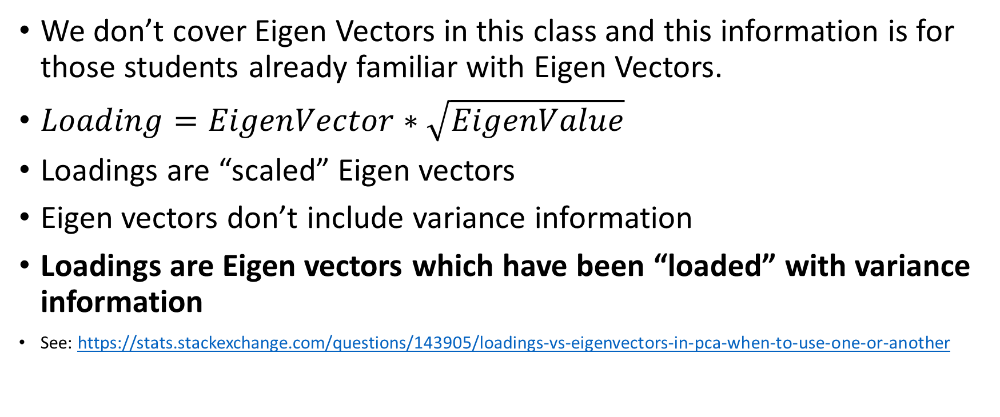 • We don’t cover Eigen Vectors in this class and this information is for
those students already familiar with Eigen Vectors.
• Loading = EigenVector ∗ √EigenValue
• Loadings are “scaled” Eigen vectors
• Eigen vectors don’t include variance information
• Loadings are Eigen vectors which have been “loaded” with variance
information
• See: https://stats.stackexchange.com/questions/143905/loadings-vs-eigenvectors-in-pca-when-to-use-one-or-another